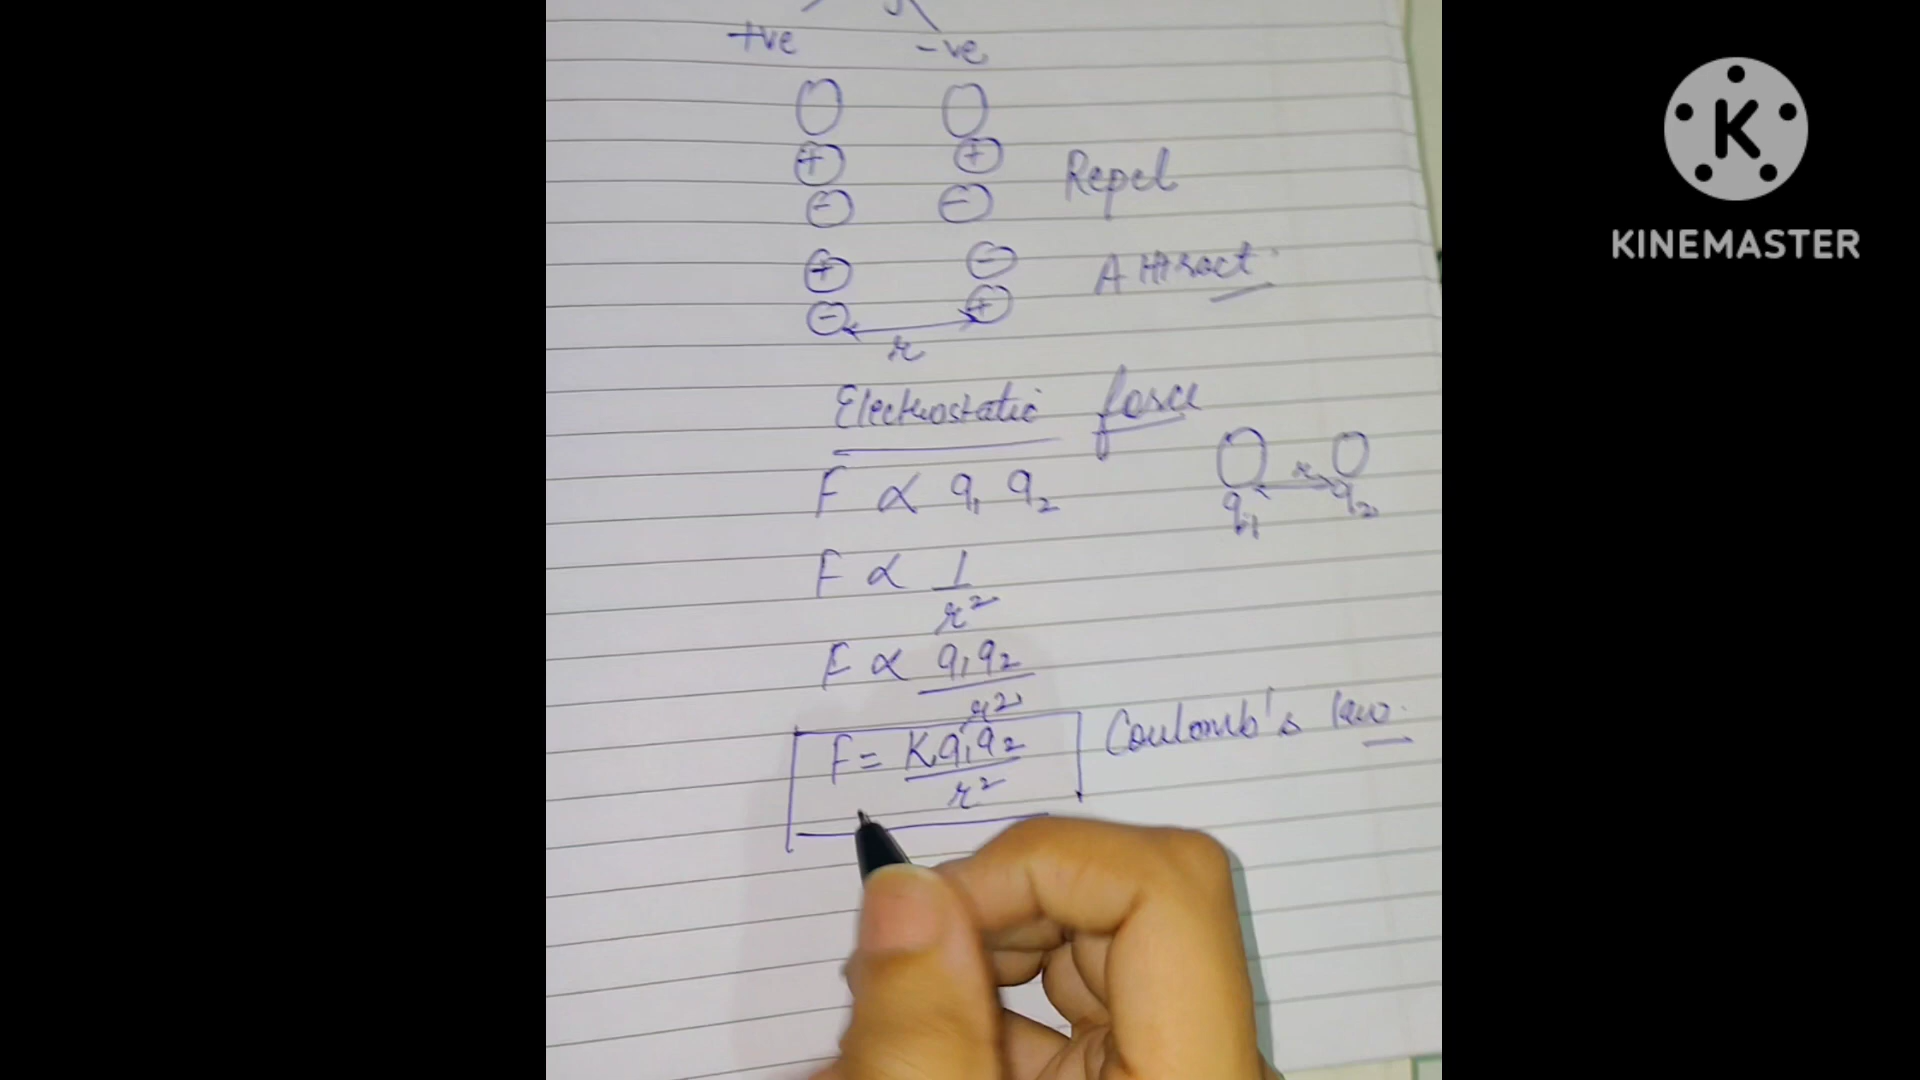 +ve -ve
+ + Repel
- -
+ - Attract
- +
r
Electrostatic force
F ∝ q₁ q₂
r
q₁ q₂
F ∝ 1/r²
F ∝ q₁q₂/r²
F = Kq₁q₂/r² Coulomb's law.
K
KINEMASTER